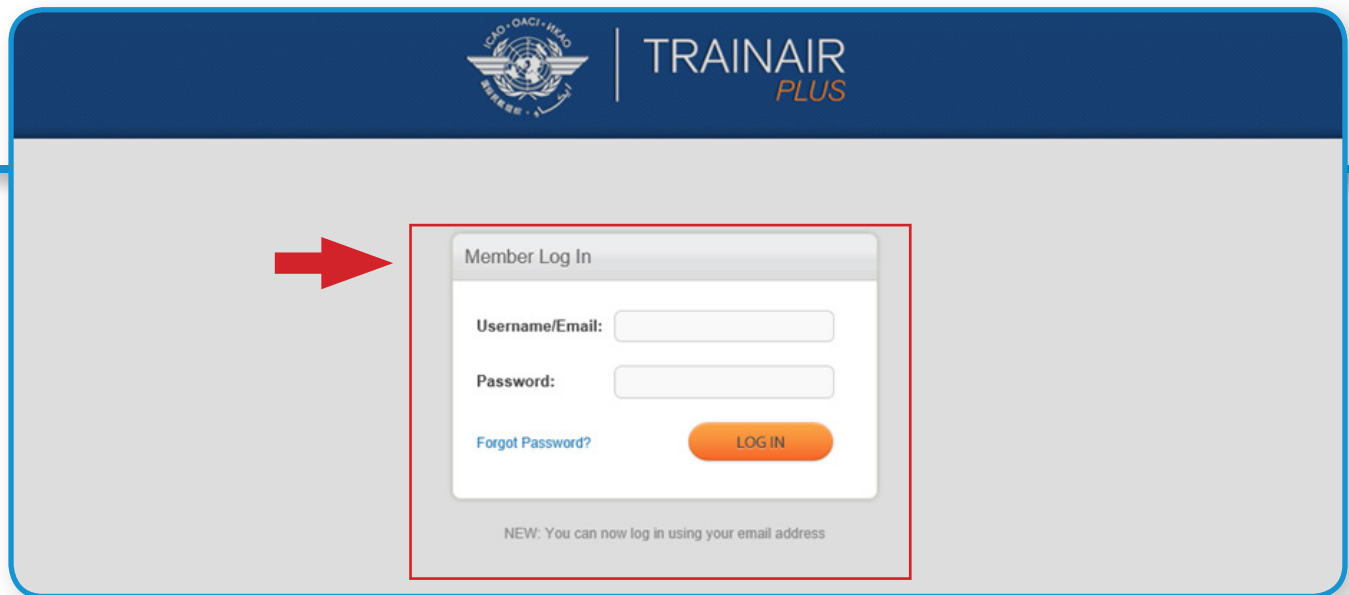 ICAO · OACI · ИКАО
TRAINAIR
PLUS
Member Log In
Username/Email:
Password:
Forgot Password?
LOG IN
NEW: You can now log in using your email address